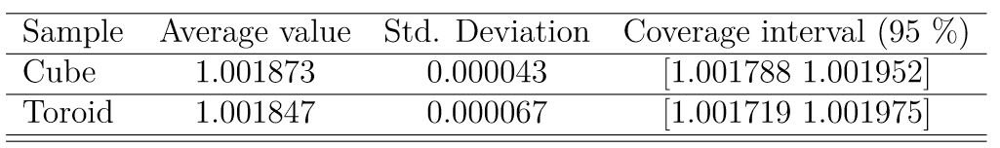 Sample Average value Std. Deviation Coverage interval (95 %)
Cube 1.001873 0.000043 [1.001788 1.001952]
Toroid 1.001847 0.000067 [1.001719 1.001975]